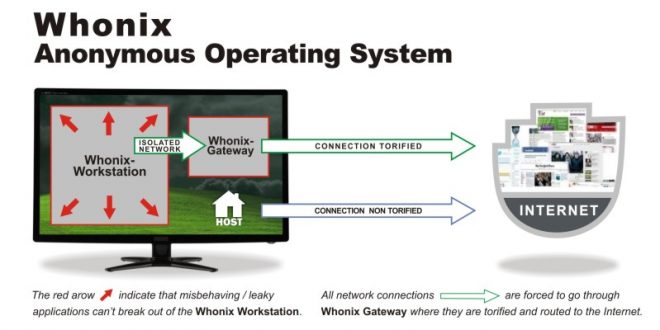 Whonix
Anonymous Operating System
Whonix-
Workstation
ISOLATED
NETWORK
Whonix-
Gateway
CONNECTION TORIFIED
HOST
CONNECTION NON TORIFIED
INTERNET
The red arow indicate that misbehaving / leaky
applications can't break out of the Whonix Workstation.
All network connections are forced to go through
Whonix Gateway where they are torified and routed to the Internet.